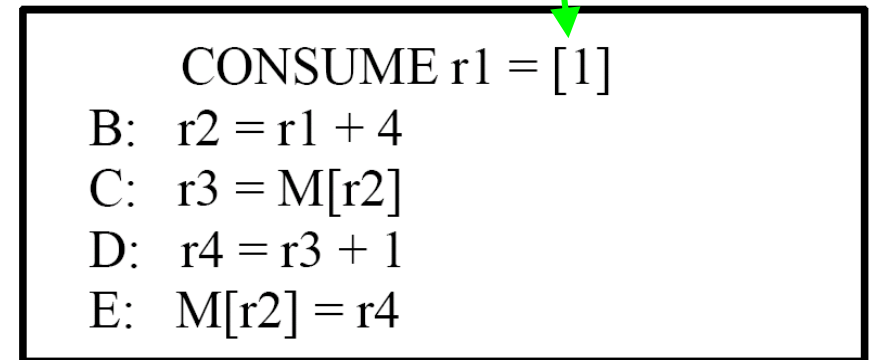 CONSUME r1 = [1]
B: r2 = r1 + 4
C: r3 = M[r2]
D: r4 = r3 + 1
E: M[r2] = r4